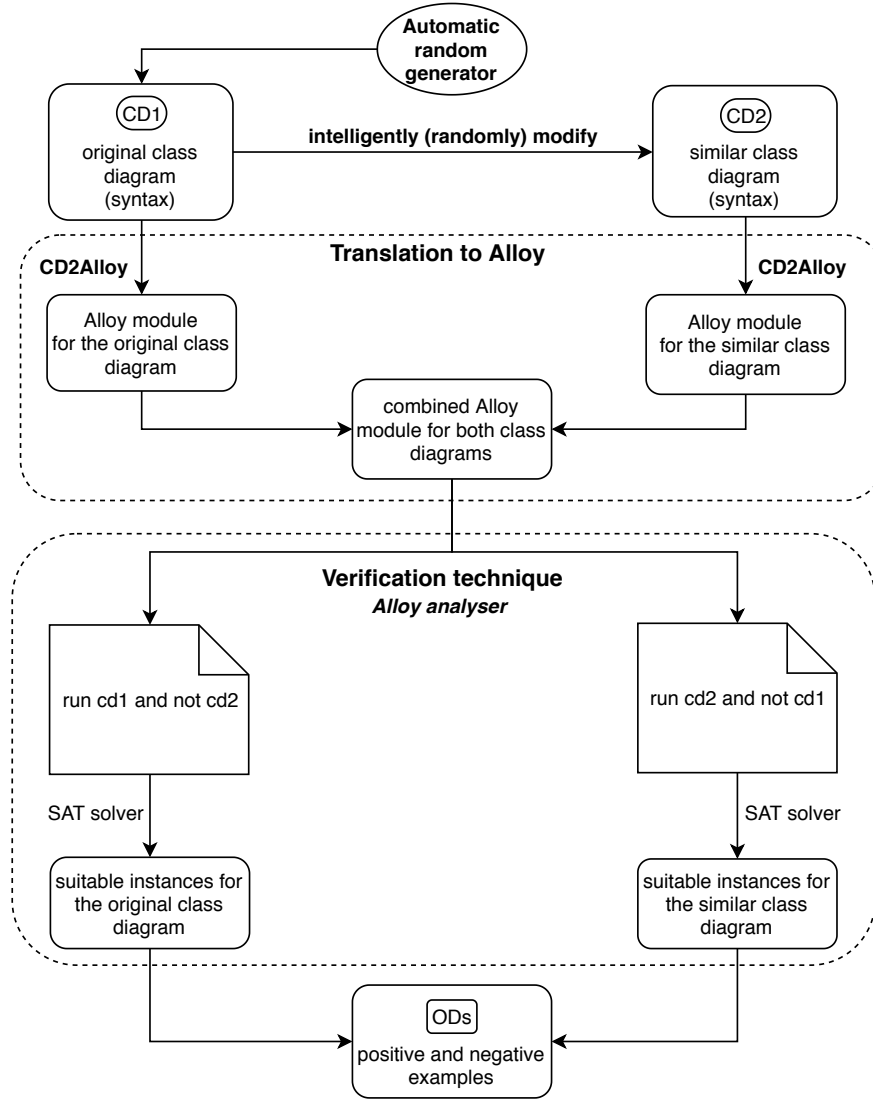 Automatic
random
generator
CD1
original class
diagram
(syntax)
intelligently (randomly) modify
CD2
similar class
diagram
(syntax)
Translation to Alloy
CD2Alloy
CD2Alloy
Alloy module
for the original class
diagram
Alloy module
for the similar class
diagram
combined Alloy
module for both class
diagrams
Verification technique
Alloy analyser
run cd1 and not cd2
run cd2 and not cd1
SAT solver
SAT solver
suitable instances for
the original class
diagram
suitable instances for
the similar class
diagram
ODs
positive and negative
examples